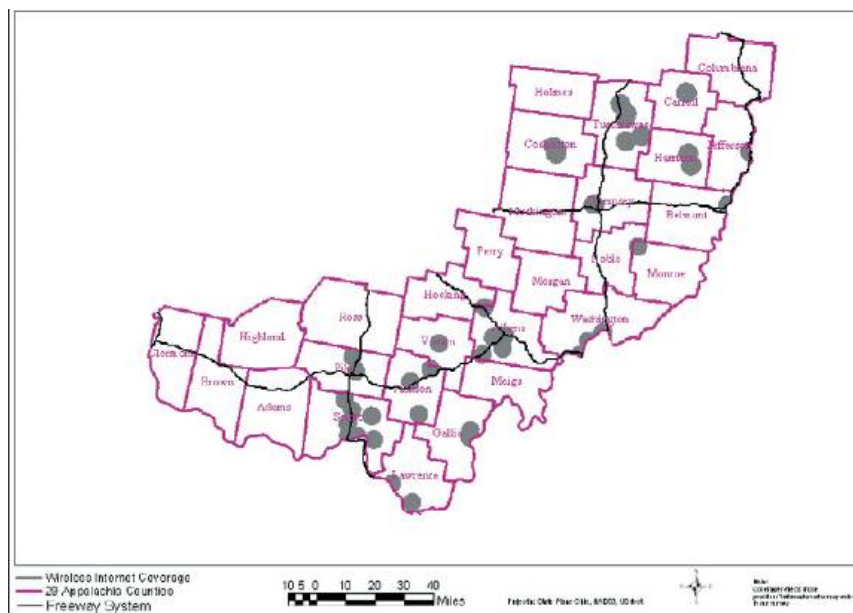 Columbiana
Holmes
Carroll
Tuscarawas
Coshocton
Jefferson
Harrison
Belmont
Perry
Noble
Monroe
Morgan
Hocking
Ross
Washington
Highland
Vinton
Athens
Clermont
Pike
Meigs
Brown
Jackson
Adams
Scioto
Gallia
Lawrence
Wireless Internet Coverage
29 Appalachia Counties
Freeway System
10 5 0 10 20 30 40
Miles